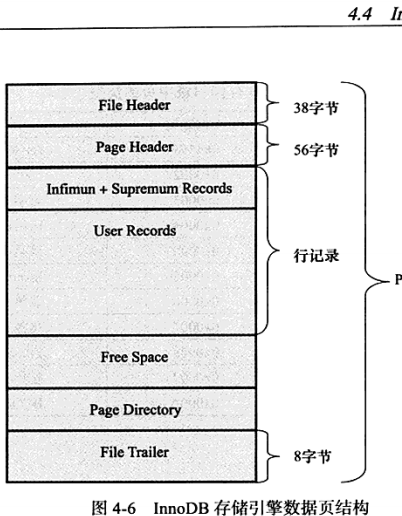 4.4 In
File Header
38字节
Page Header
56字节
Infimun + Supremum Records
User Records
行记录
P
Free Space
Page Directory
File Trailer
8字节
图 4-6 InnoDB 存储引擎数据页结构